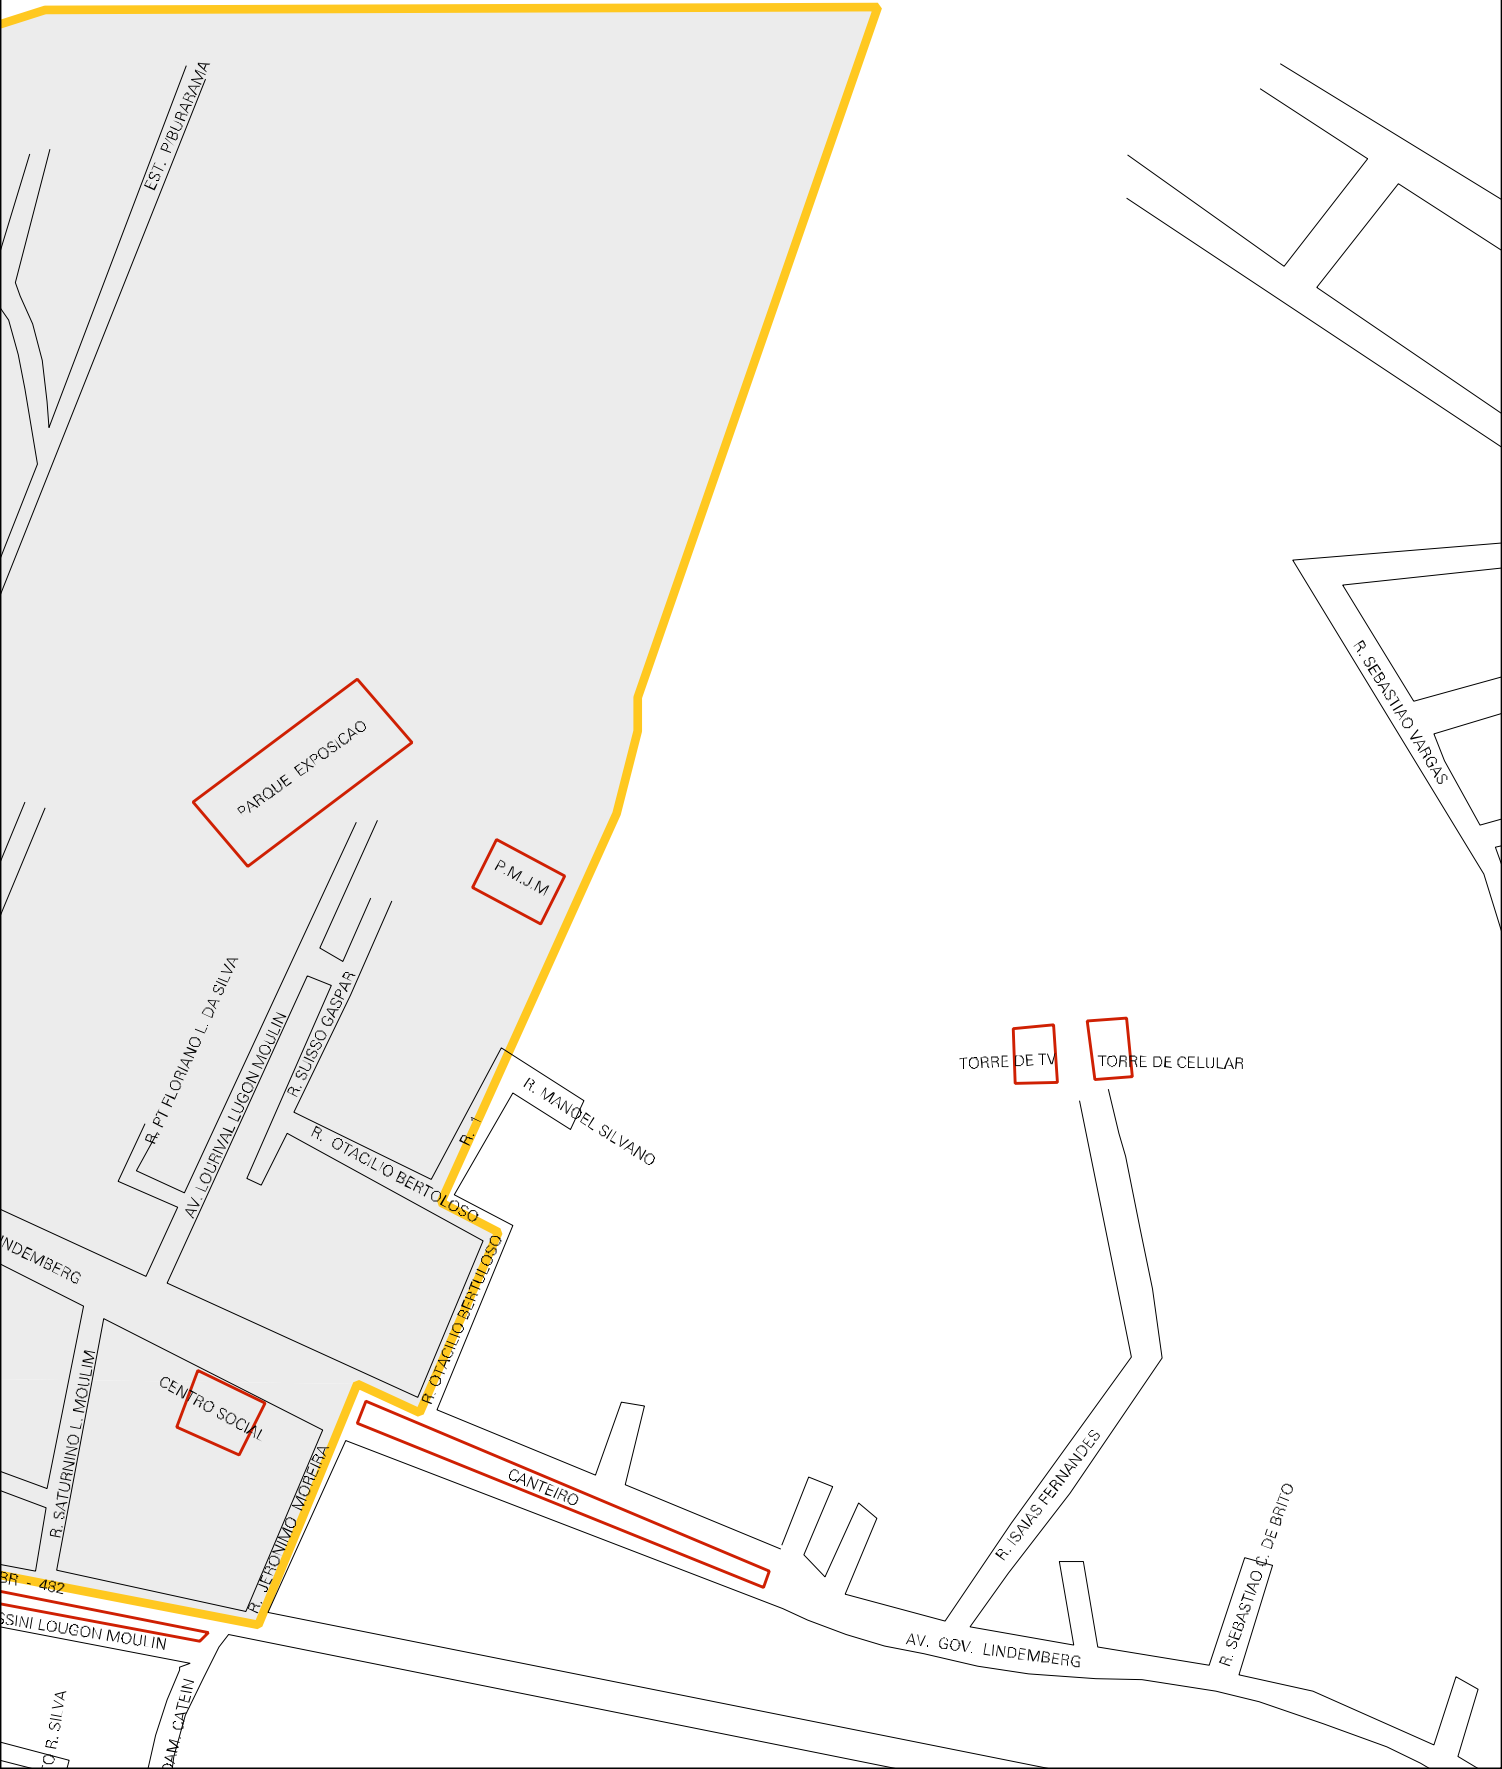 EST. P/BURARAMA
R. SEBASTIAO VARGAS
PARQUE EXPOSICAO
P.M.J.M
R. PT FLORIANO L. DA SILVA
AV. LOURIVAL LUGON MOULIN
R. SUISSO GASPAR
TORRE DE TV
TORRE DE CELULAR
R. MANOEL SILVANO
R. 1
R. OTACILIO BERTOLOSO
R. OTACILIO BERTULOSO
INDEMBERG
R. SATURNINO L. MOULIM
CENTRO SOCIAL
R. JERONIMO MOREIRA
CANTEIRO
R. ISAIAS FERNANDES
R. SEBASTIAO C. DE BRITO
AV. GOV. LINDEMBERG
BR - 482
SSINI LOUGON MOULIN
O R. SILVA
DAM. CATEIN